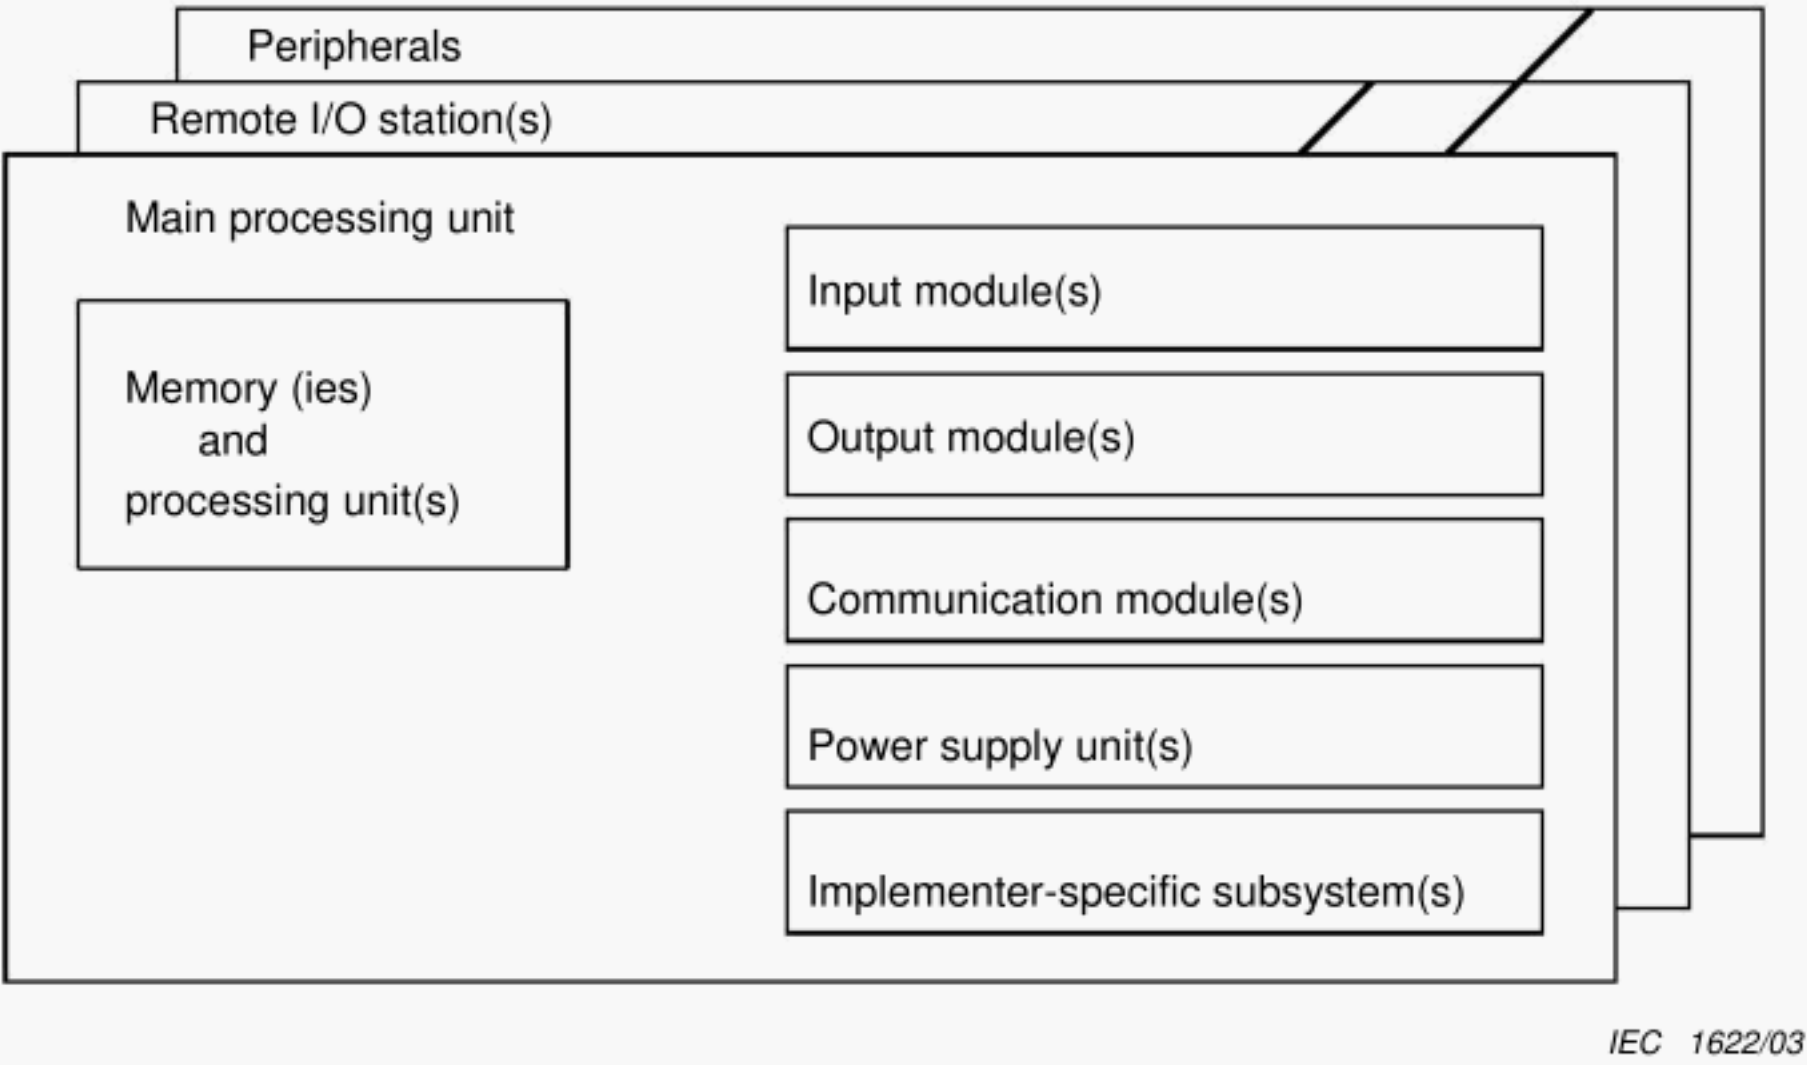 Peripherals
Remote I/O station(s)
Main processing unit
Memory (ies)
and
processing unit(s)
Input module(s)
Output module(s)
Communication module(s)
Power supply unit(s)
Implementer-specific subsystem(s)
IEC 1622/03